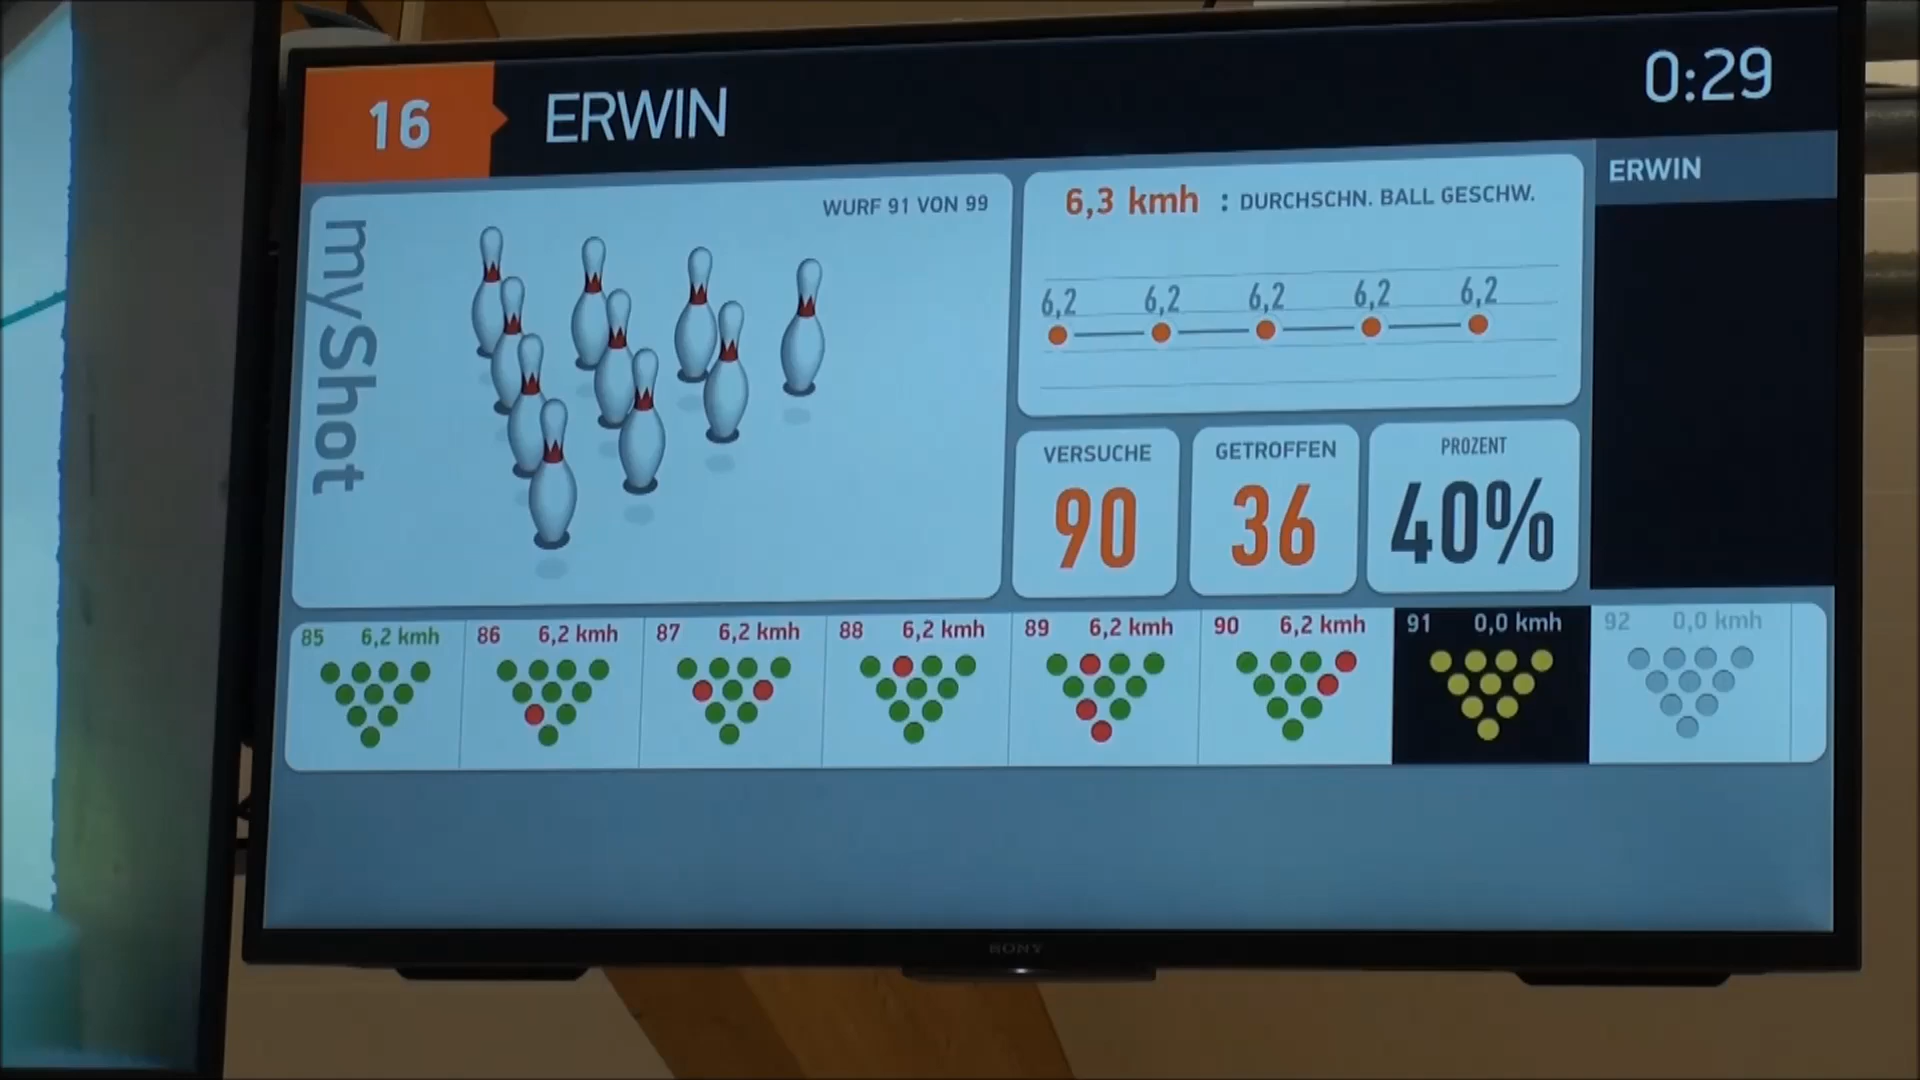 16
ERWIN
0:29
ERWIN
myShot
WURF 91 VON 99
6,3 kmh : DURCHSCHN. BALL GESCHW.
6,2 6,2 6,2 6,2 6,2
VERSUCHE
90
GETROFFEN
36
PROZENT
40%
85 6,2 kmh
86 6,2 kmh
87 6,2 kmh
88 6,2 kmh
89 6,2 kmh
90 6,2 kmh
91 0,0 kmh
92 0,0 kmh
SONY